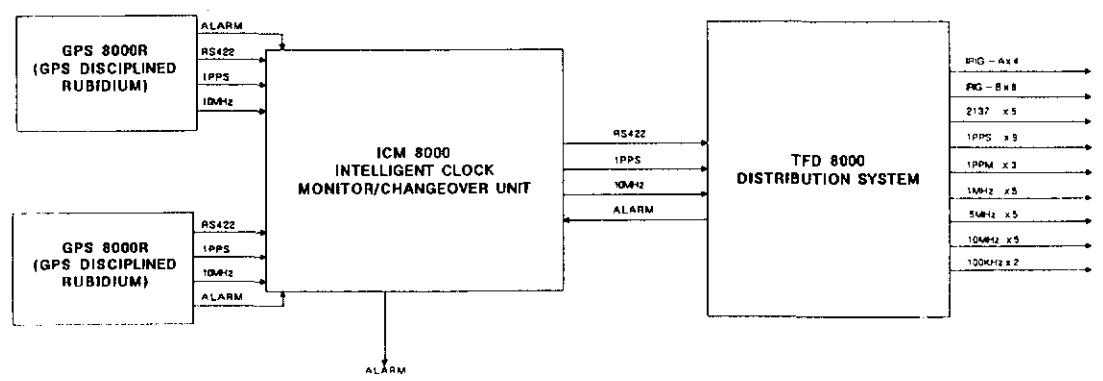 ALARM
GPS 8000R
(GPS DISCIPLINED
RUBIDIUM)
RS422
1PPS
10MHz
ICM 8000
INTELLIGENT CLOCK
MONITOR/CHANGEOVER UNIT
GPS 8000R
(GPS DISCIPLINED
RUBIDIUM)
RS422
1PPS
10MHz
ALARM
ALARM
RS422
1PPS
10MHz
ALARM
TFD 8000
DISTRIBUTION SYSTEM
IRIG-A x 4
IRIG-B x 8
2137 x 5
1PPS x 9
1PPM x 3
1MHz x 5
5MHz x 5
10MHz x 5
100KHz x 2